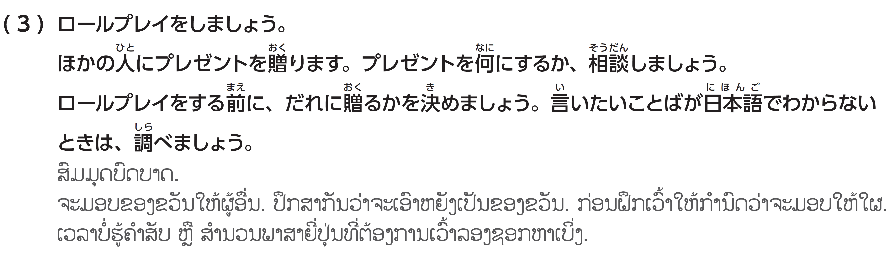 (3) ロールプレイをしましょう。
ほかの人にプレゼントを贈ります。プレゼントを何にするか、相談しましょう。
ロールプレイをする前に、だれに贈るかを決めましょう。言いたいことばが日本語でわからない
ときは、調べましょう。
ສົມມຸດບົດບາດ.
ຈະມອບຂອງຂວັນໃຫ້ຜູ້ອື່ນ. ປຶກສາກັນວ່າຈະເອົາຫຍັງເປັນຂອງຂວັນ. ກ່ອນຝຶກເວົ້າໃຫ້ກຳນົດວ່າຈະມອບໃຫ້ໃຜ.
ເວລາບໍ່ຮູ້ຄຳສັບ ຫຼື ສຳນວນພາສາຍີ່ປຸ່ນທີ່ຕ້ອງການເວົ້າລອງຊອກຫາເບິ່ງ.